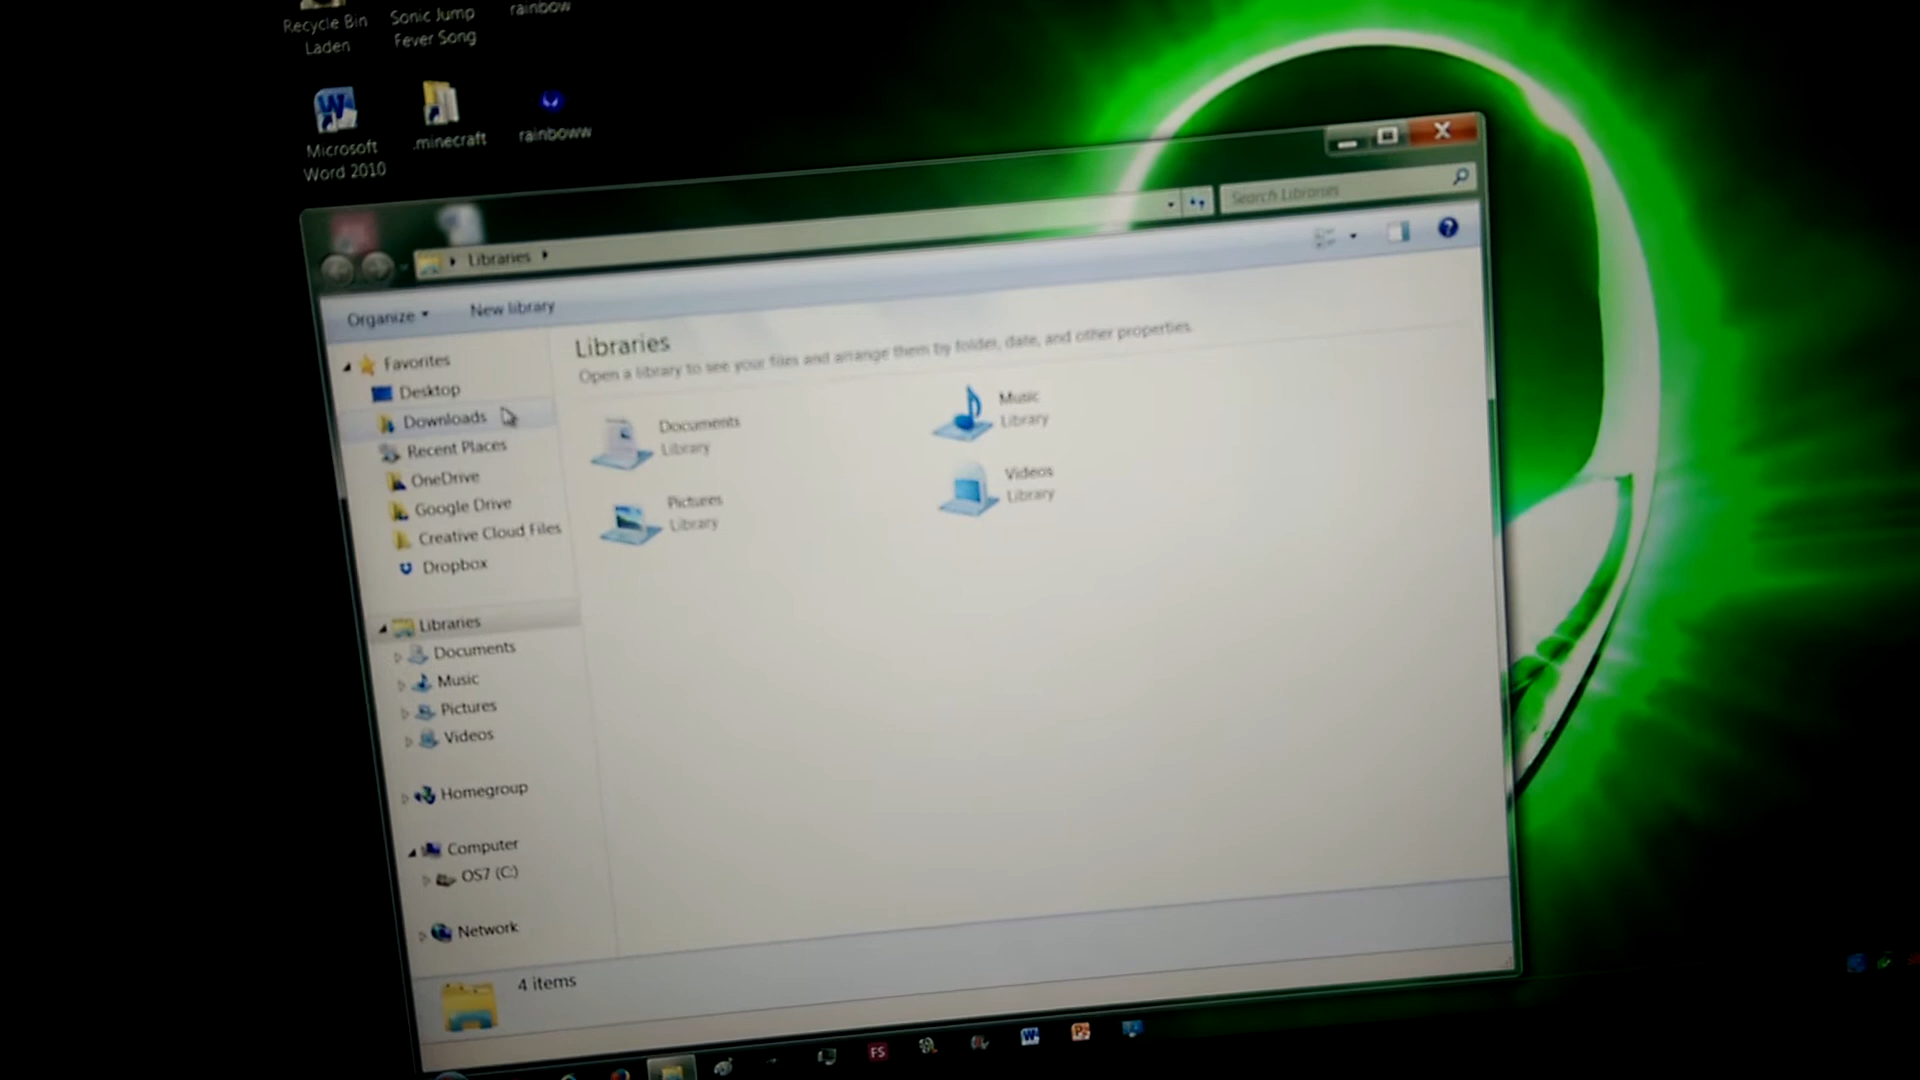 Recycle Bin
Laden
Sonic Jump
Fever Song
rainbow
Microsoft
Word 2010
.minecraft
rainboww
Search Libraries
Libraries
Organize
New library
Favorites
Desktop
Downloads
Recent Places
OneDrive
Google Drive
Creative Cloud Files
Dropbox
Libraries
Documents
Music
Pictures
Videos
Homegroup
Computer
OS7 (C:)
Network
Libraries
Open a library to see your files and arrange them by folder, date, and other properties.
Documents
Library
Music
Library
Pictures
Library
Videos
Library
4 items
FS